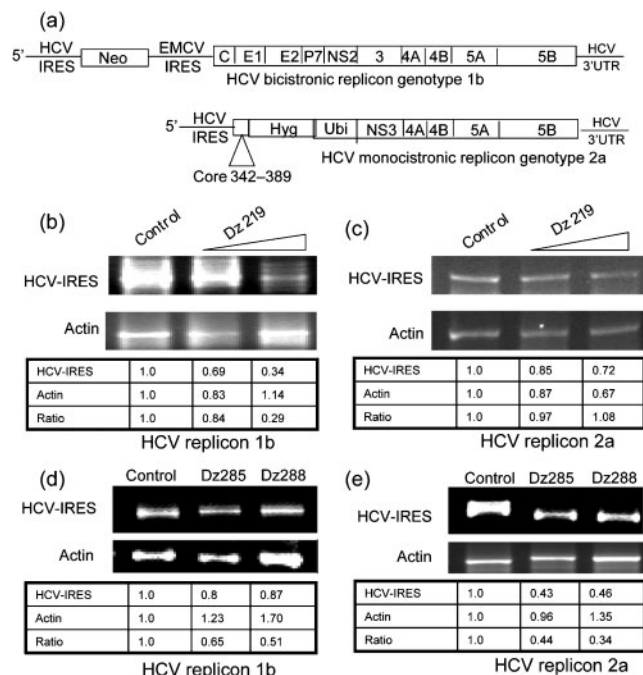 (a)
5' HCV IRES Neo EMCV IRES C E1 E2 P7 NS2 3 4A 4B 5A 5B HCV 3'UTR
HCV bicistronic replicon genotype 1b
5' HCV IRES Hyg Ubi NS3 4A 4B 5A 5B HCV 3'UTR
HCV monocistronic replicon genotype 2a
Core 342–389
(b)
Control Dz 219
HCV-IRES
Actin
HCV-IRES 1.0 0.69 0.34
Actin 1.0 0.83 1.14
Ratio 1.0 0.84 0.29
HCV replicon 1b
(c)
Control Dz 219
HCV-IRES
Actin
HCV-IRES 1.0 0.85 0.72
Actin 1.0 0.87 0.67
Ratio 1.0 0.97 1.08
HCV replicon 2a
(d)
Control Dz285 Dz288
HCV-IRES
Actin
HCV-IRES 1.0 0.8 0.87
Actin 1.0 1.23 1.70
Ratio 1.0 0.65 0.51
HCV replicon 1b
(e)
Control Dz285 Dz288
HCV-IRES
Actin
HCV-IRES 1.0 0.43 0.46
Actin 1.0 0.96 1.35
Ratio 1.0 0.44 0.34
HCV replicon 2a